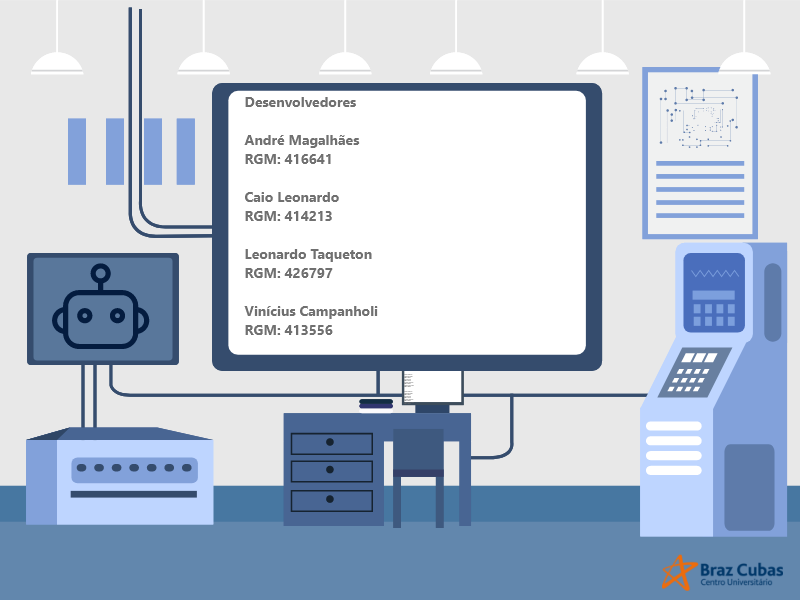 Desenvolvedores
André Magalhães
RGM: 416641
Caio Leonardo
RGM: 414213
Leonardo Taqueton
RGM: 426797
Vinícius Campanholi
RGM: 413556
Braz Cubas
Centro Universitário